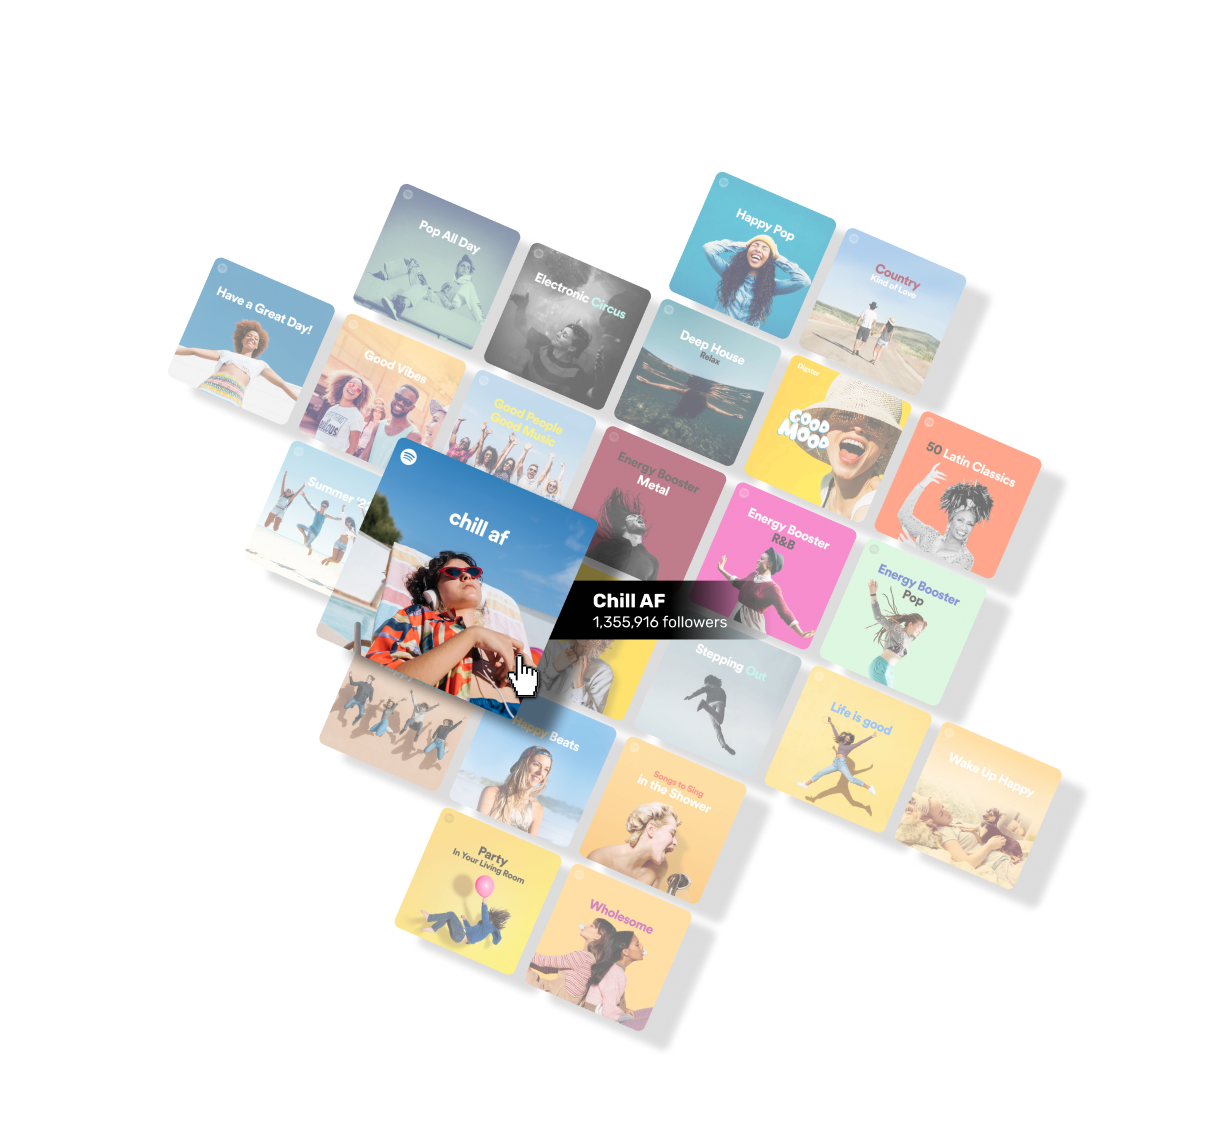 Happy Pop
Pop All Day
Country
Kind of Love
Electronic Circus
Have a Great Day!
Deep House
Relax
Good Vibes
Digster
GOOD
MOOD
Good People
Good Music
50 Latin Classics
Energy Booster
Metal
Summer
chill af
Energy Booster
R&B
Energy Booster
Pop
Chill AF
1,355,916 followers
Stepping Out
Life is good
Happy Beats
Wake Up Happy
Songs to Sing
in the Shower
Party
In Your Living Room
Wholesome